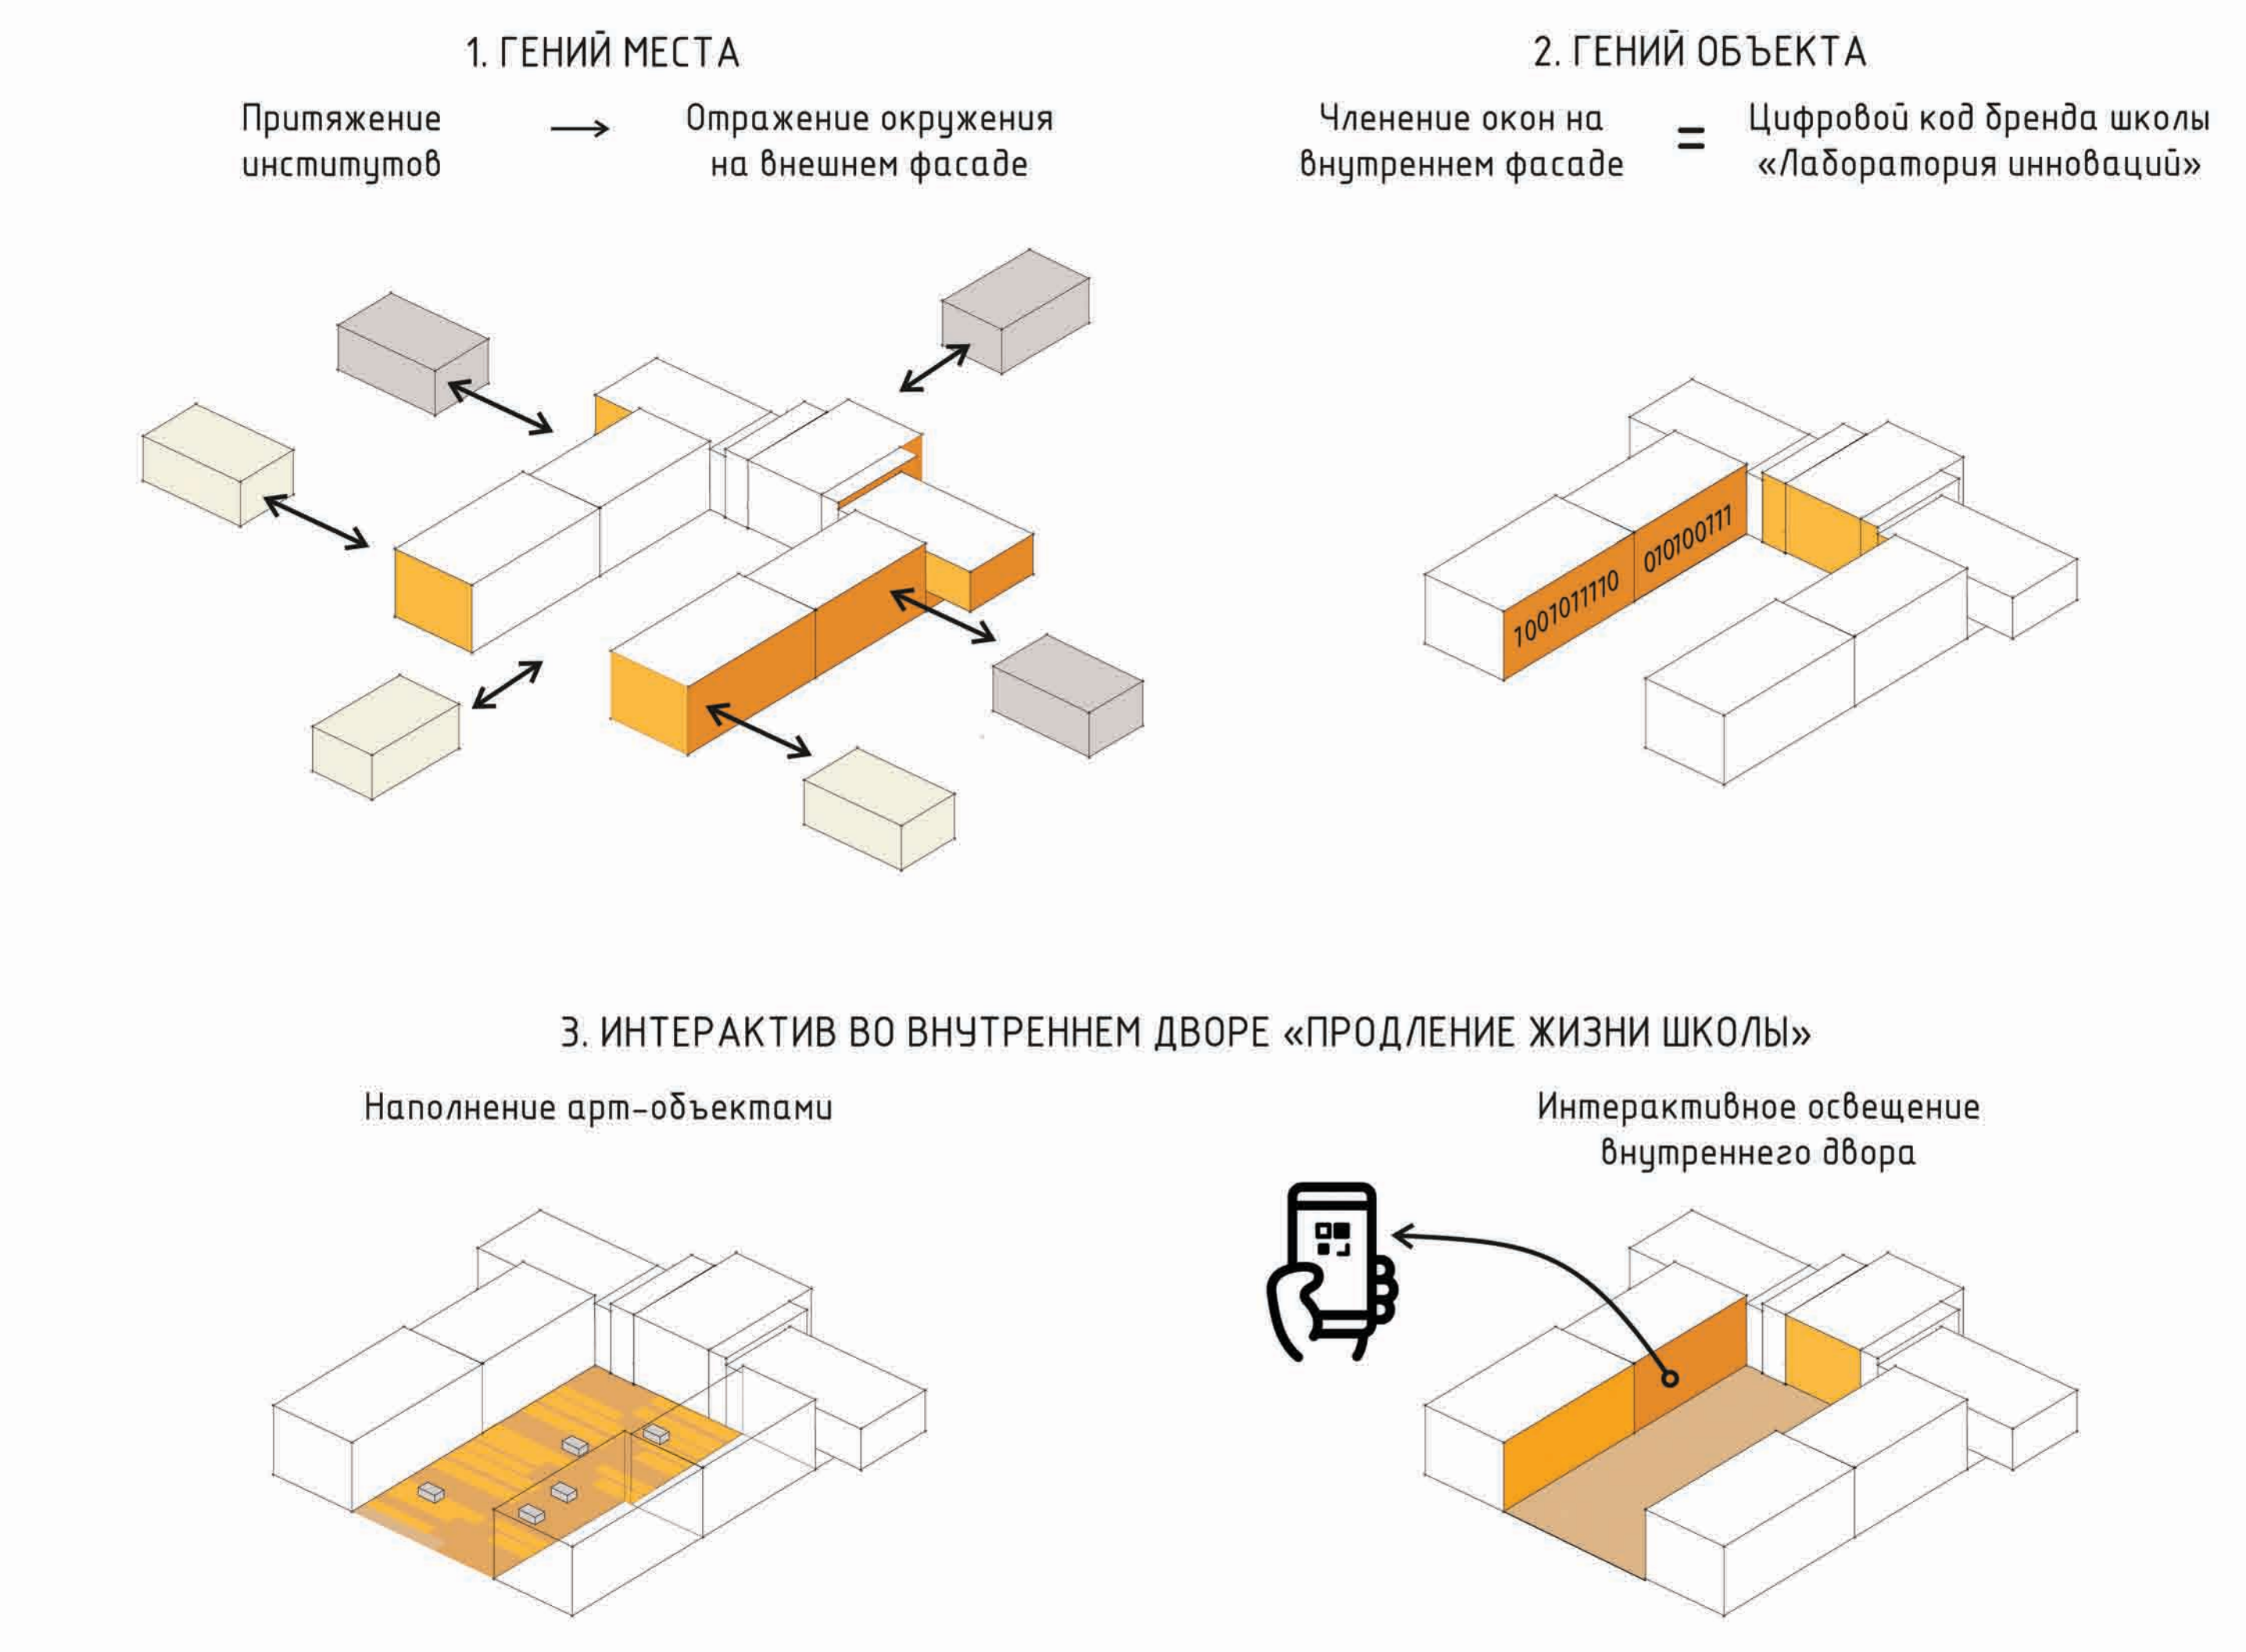 1. ГЕНИЙ МЕСТА
Притяжение
институтов
→
Отражение окружения
на внешнем фасаде
2. ГЕНИЙ ОБЪЕКТА
Членение окон на
внутреннем фасаде
=
Цифровой код бренда школы
«Лаборатория инноваций»
1001011110
010100111
3. ИНТЕРАКТИВ ВО ВНУТРЕННЕМ ДВОРЕ «ПРОДЛЕНИЕ ЖИЗНИ ШКОЛЫ»
Наполнение арт-объектами
Интерактивное освещение
внутреннего двора